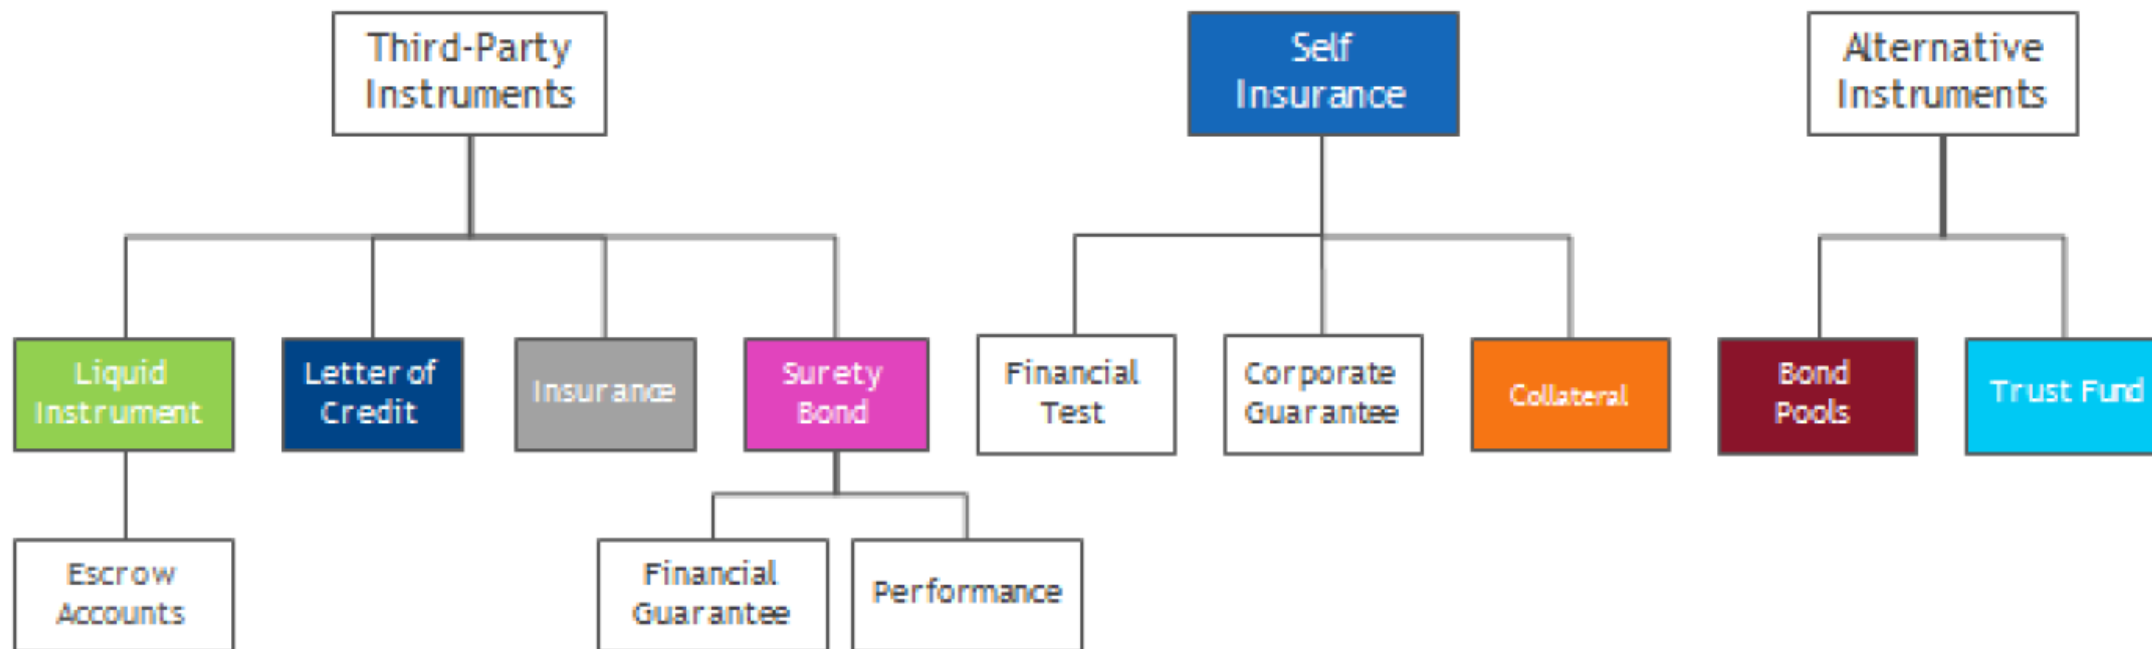 Third-Party
Instruments
Self
Insurance
Alternative
Instruments
Liquid
Instrument
Letter of
Credit
Insurance
Surety
Bond
Financial
Test
Corporate
Guarantee
Collateral
Bond
Pools
Trust Fund
Escrow
Accounts
Financial
Guarantee
Performance